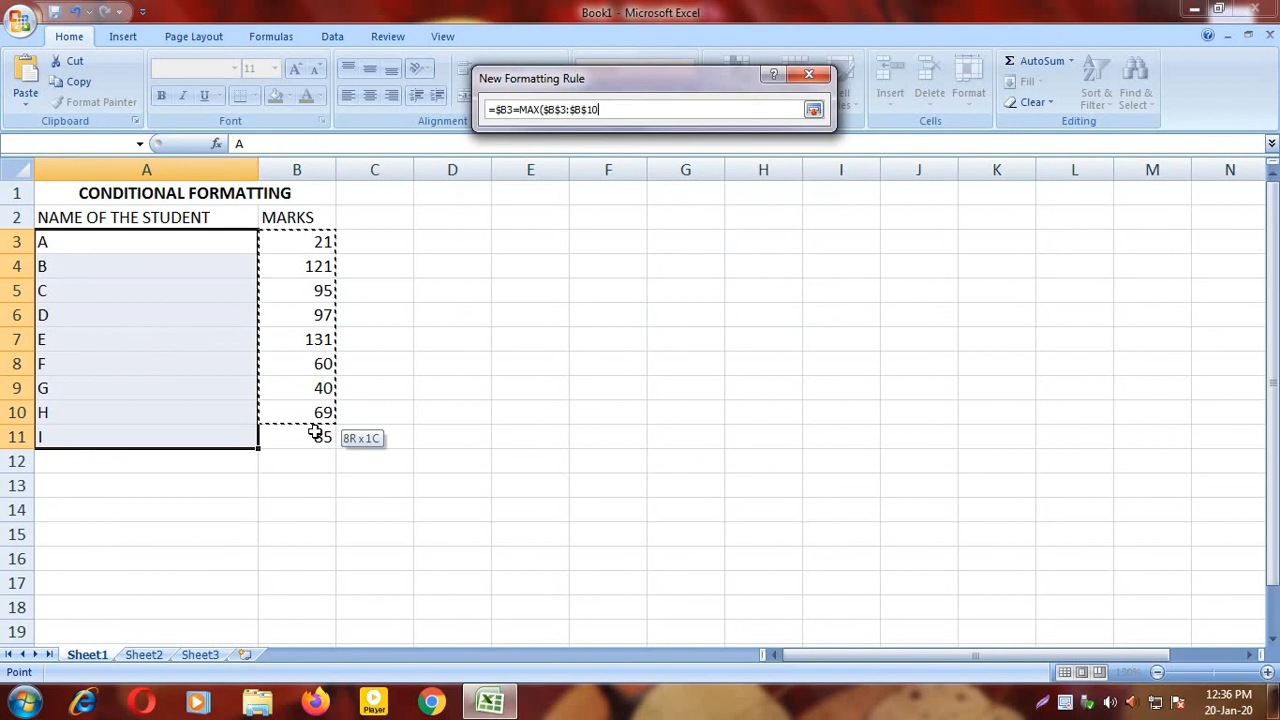 Book1 - Microsoft Excel
Home Insert Page Layout Formulas Data Review View
New Formatting Rule
=$B3=MAX($B$3:$B$10
Cut
Copy
Paste
Clipboard
11
A A
B I U
Font
Alignment
Insert Delete Format
Cells
AutoSum
Clear
Sort & Find &
Filter Select
Editing
A
A B C D E F G H I J K L M N
1 CONDITIONAL FORMATTING
2 NAME OF THE STUDENT MARKS
3 A 21
4 B 121
5 C 95
6 D 97
7 E 131
8 F 60
9 G 40
10 H 69
11 I 85
8R x 1C
12
13
14
15
16
17
18
19
Sheet1 Sheet2 Sheet3
Point
Player
12:36 PM
20-Jan-20